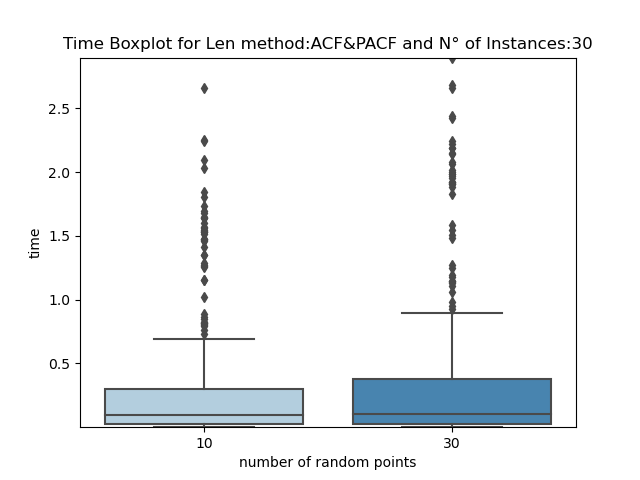 Time Boxplot for Len method:ACF&PACF and N° of Instances:30
2.5
2.0
1.5
1.0
0.5
time
10 30
number of random points